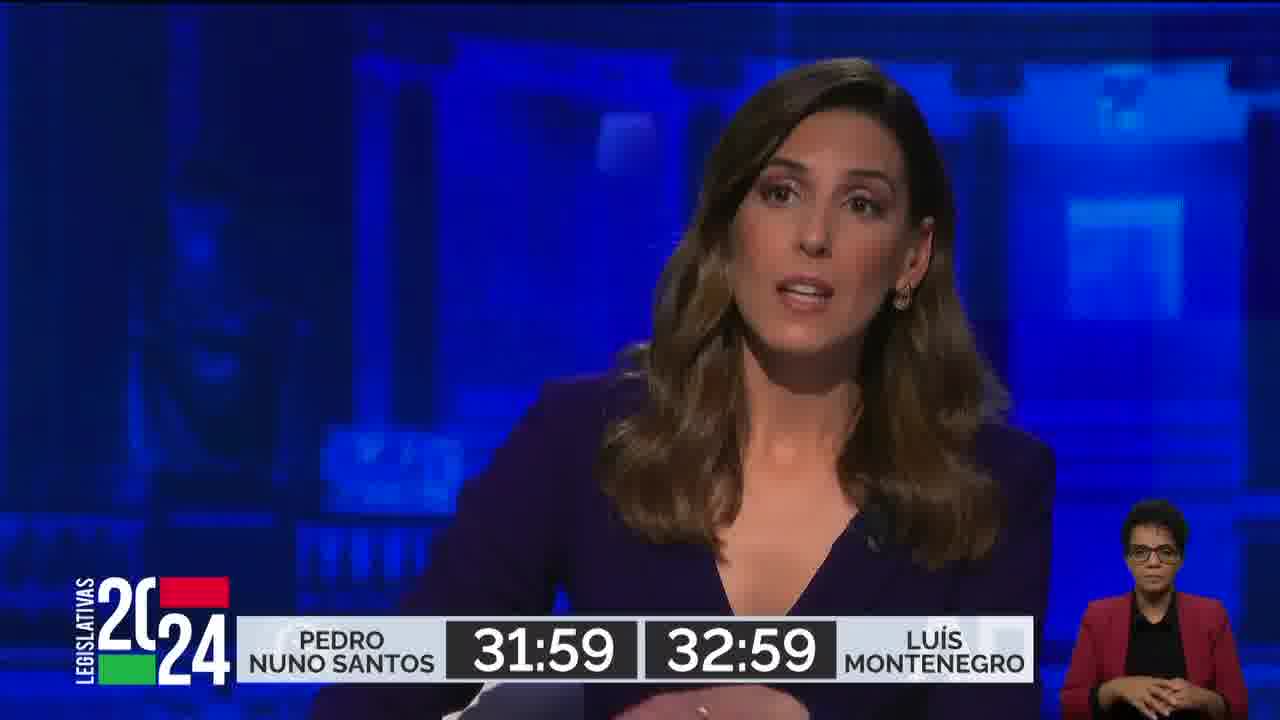 LEGISLATIVAS
2024
PEDRO
NUNO SANTOS
31:59
32:59
LUÍS
MONTENEGRO